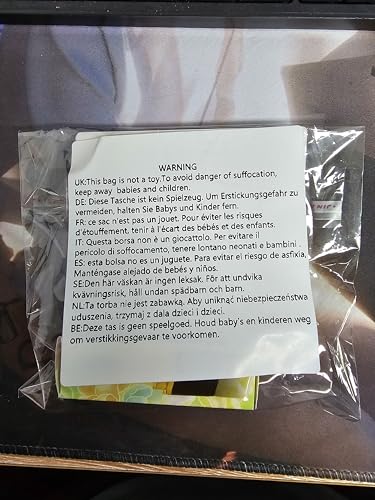 WARNING
UK:This bag is not a toy.To avoid danger of suffocation,
keep away babies and children.
DE: Diese Tasche ist kein Spielzeug. Um Erstickungsgefahr zu
vermeiden, halten Sie Babys und Kinder fern.
FR: ce sac n'est pas un jouet. Pour éviter les risques
d'étouffement, tenir à l'écart des bébés et des enfants.
IT: Questa borsa non è un giocattolo. Per evitare il
pericolo di soffocamento, tenere lontano neonati e bambini .
ES: esta bolsa no es un juguete. Para evitar el riesgo de asfixia,
Manténgase alejado de bebés y niños.
SE:Den här väskan är ingen leksak. För att undvika
kvävningsrisk, håll undan spädbarn och barn.
NL:Ta torba nie jest zabawką. Aby uniknąć niebezpieczeństwa
uduszenia, trzymaj z dala dzieci i dzieci.
BE:Deze tas is geen speelgoed. Houd baby's en kinderen weg
om verstikkingsgevaar te voorkomen.